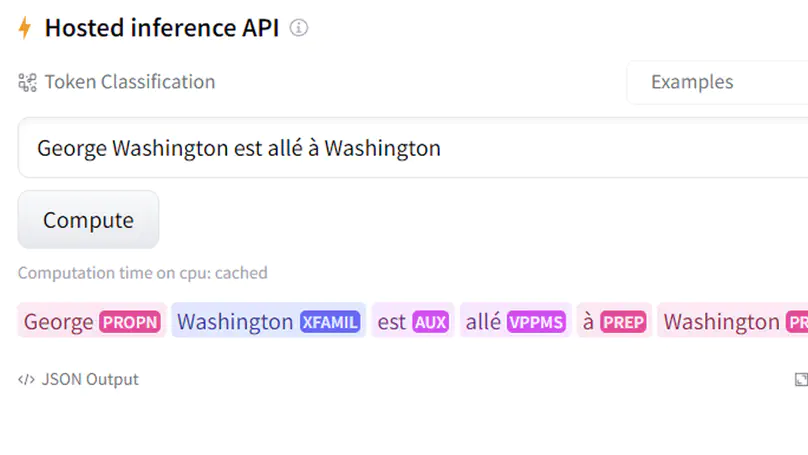 Hosted inference API
Token Classification
Examples
George Washington est allé à Washington
Compute
Computation time on cpu: cached
George PROPN Washington XFAMIL est AUX allé VPPMS à PREP Washington PR
</> JSON Output